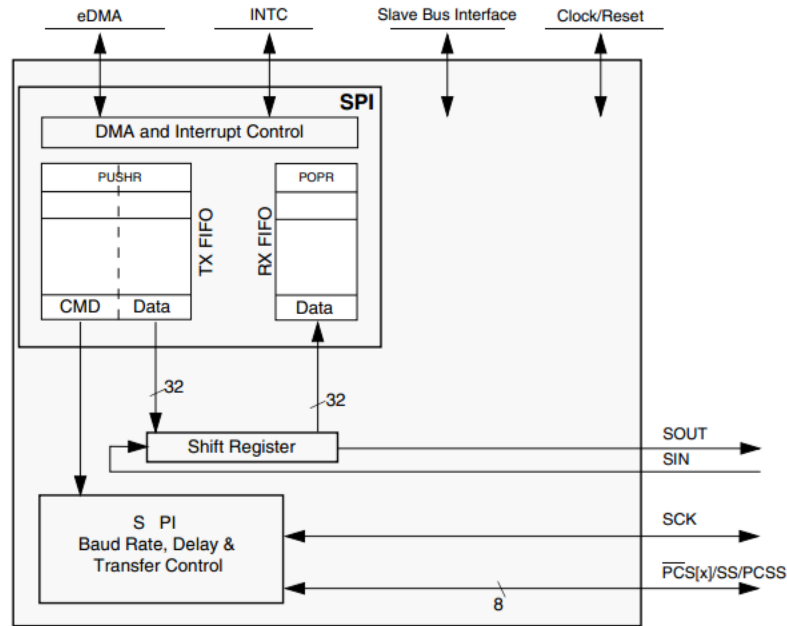 eDMA
INTC
Slave Bus Interface
Clock/Reset
SPI
DMA and Interrupt Control
PUSHR
POPR
TX FIFO
RX FIFO
CMD
Data
Data
32
32
Shift Register
SOUT
SIN
S PI
Baud Rate, Delay &
Transfer Control
SCK
PCS[x]/SS/PCSS
8